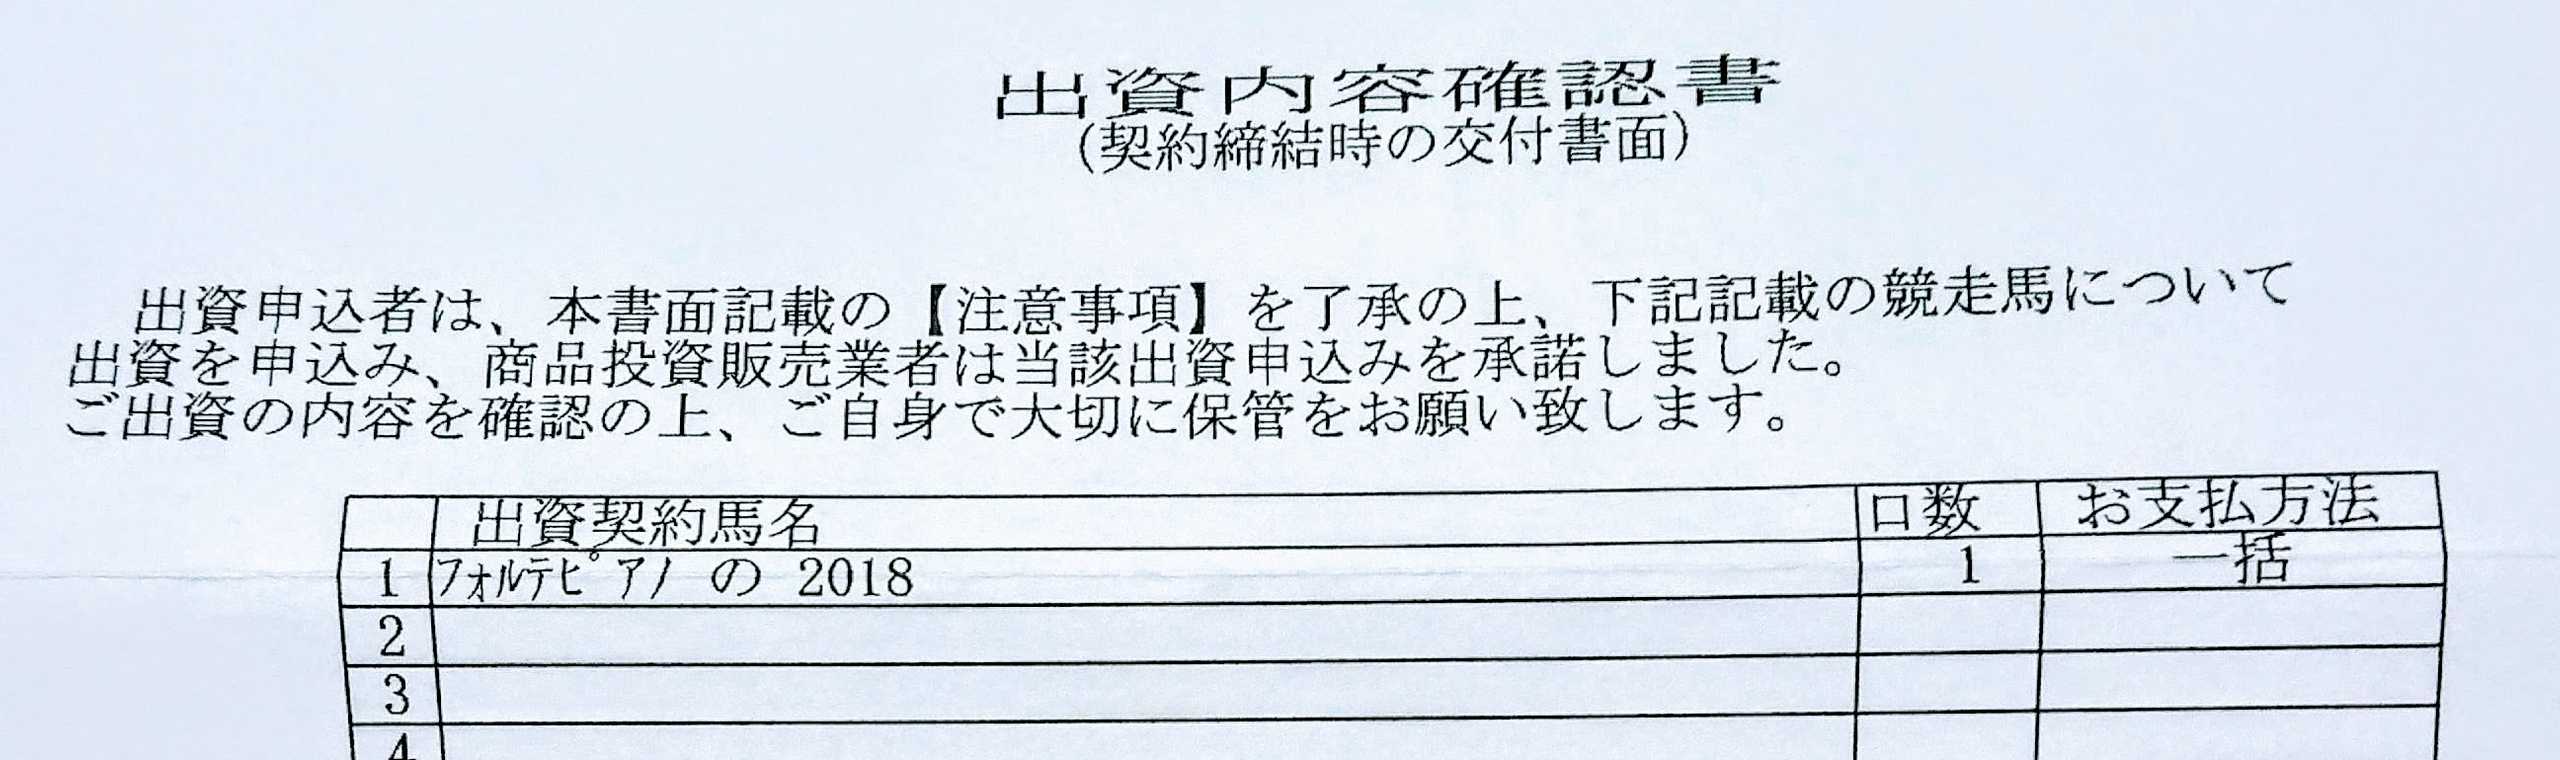 出資内容確認書
(契約締結時の交付書面)
出資申込者は、本書面記載の【注意事項】を了承の上、下記記載の競走馬について
出資を申込み、商品投資販売業者は当該出資申込みを承諾しました。
ご出資の内容を確認の上、ご自身で大切に保管をお願い致します。
出資契約馬名 口数 お支払方法
1 ﾌｫﾙﾃﾋﾟｱﾉ の 2018 1 一括
2
3
4